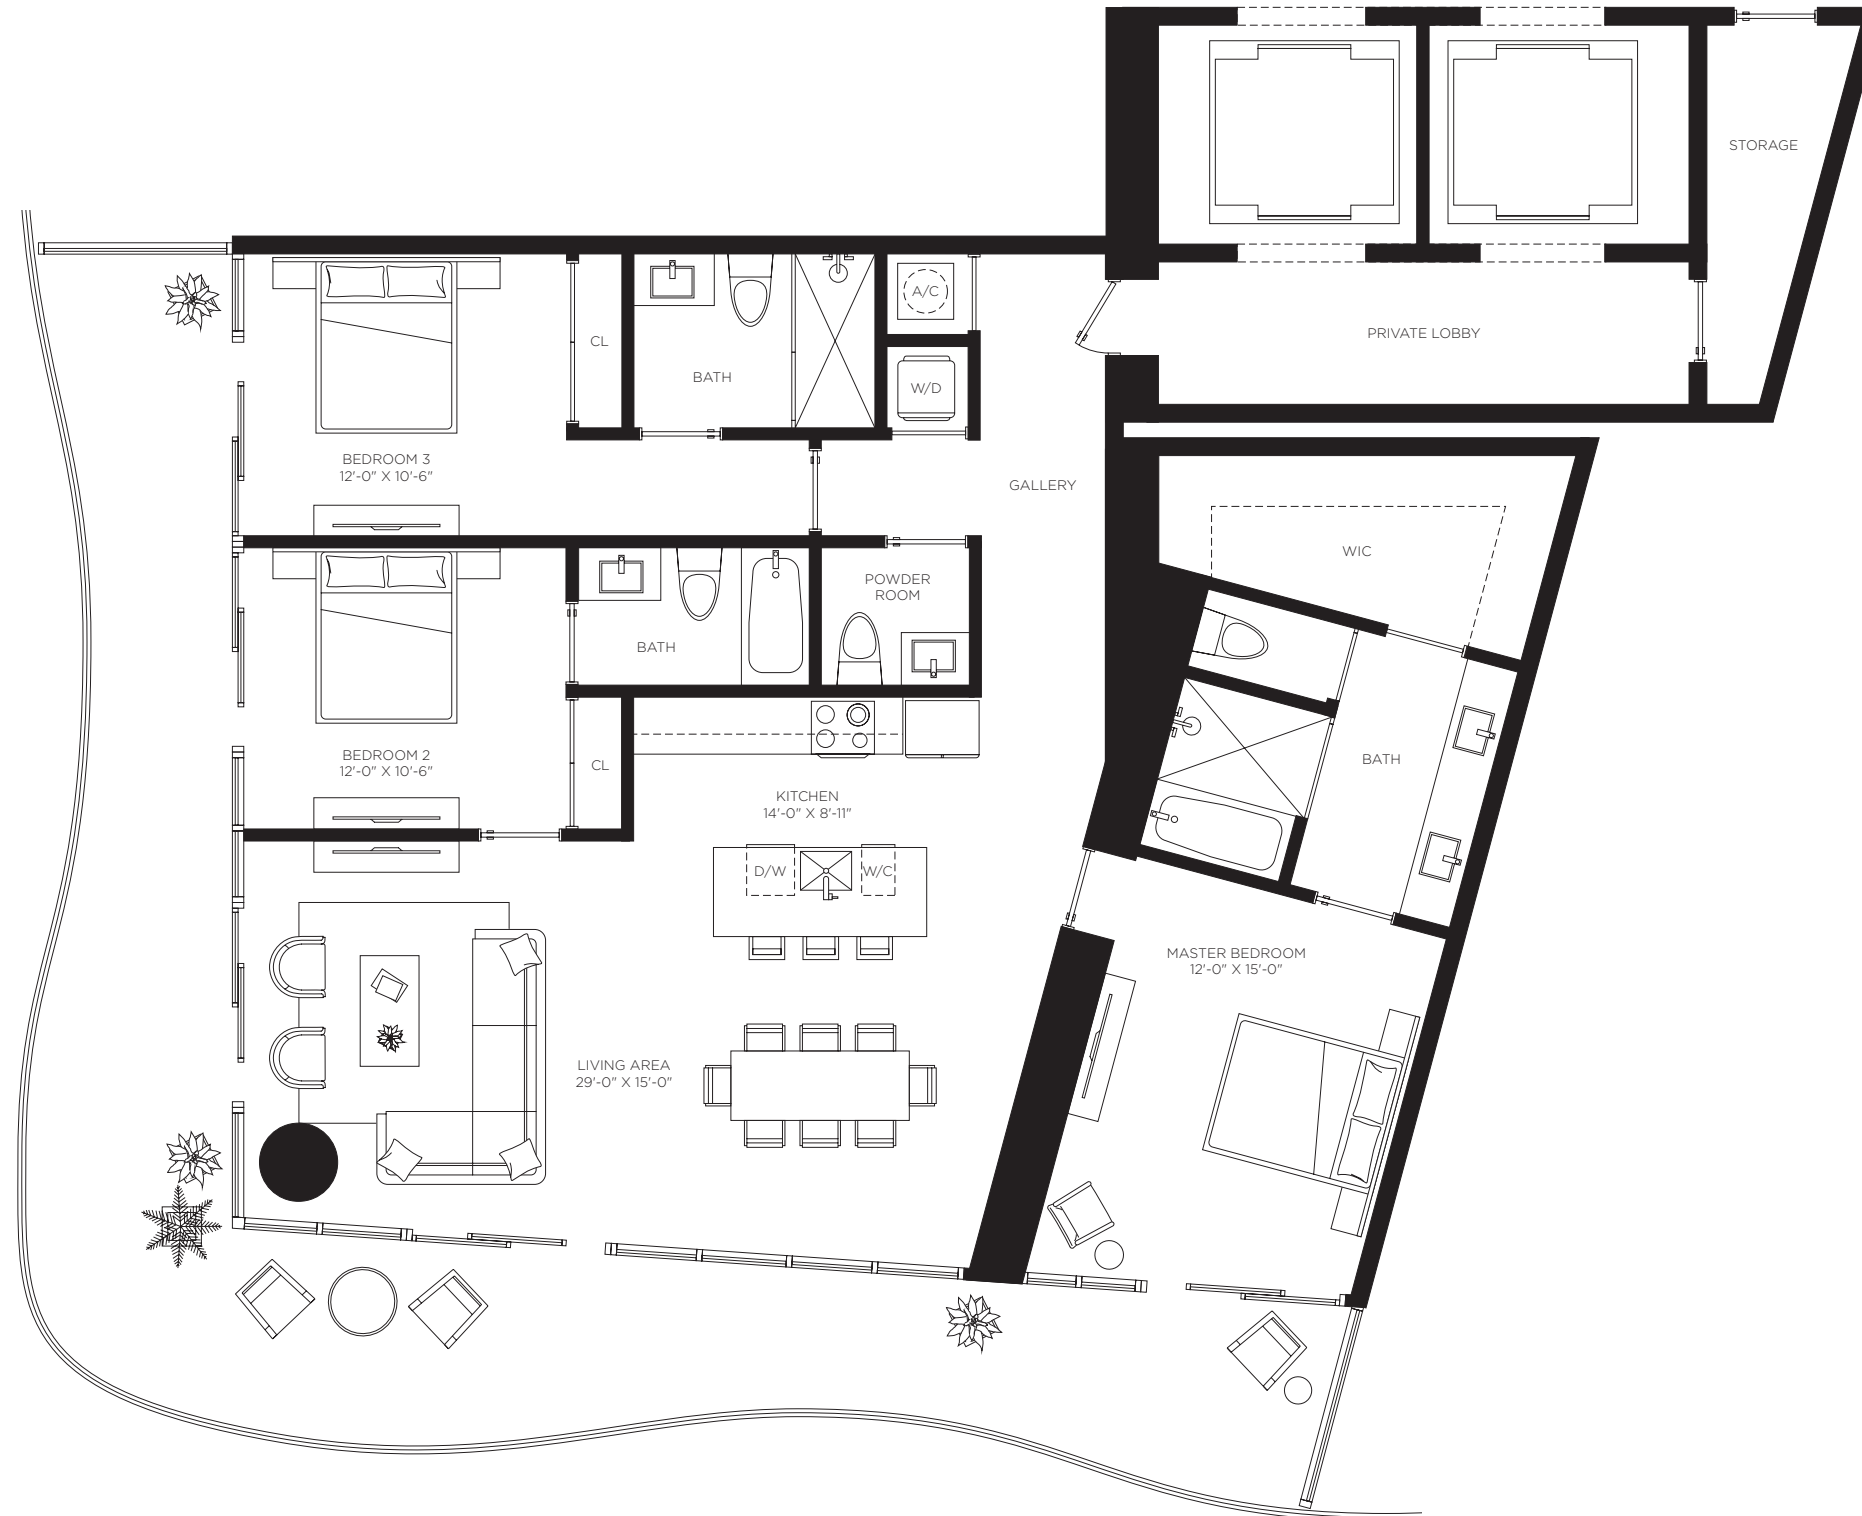 STORAGE
A/C
PRIVATE LOBBY
CL
BATH
W/D
BEDROOM 3
12'-0" X 10'-6"
GALLERY
WIC
POWDER
ROOM
BATH
BEDROOM 2
12'-0" X 10'-6"
CL
BATH
KITCHEN
14'-0" X 8'-11"
D/W
W/C
MASTER BEDROOM
12'-0" X 15'-0"
LIVING AREA
29'-0" X 15'-0"